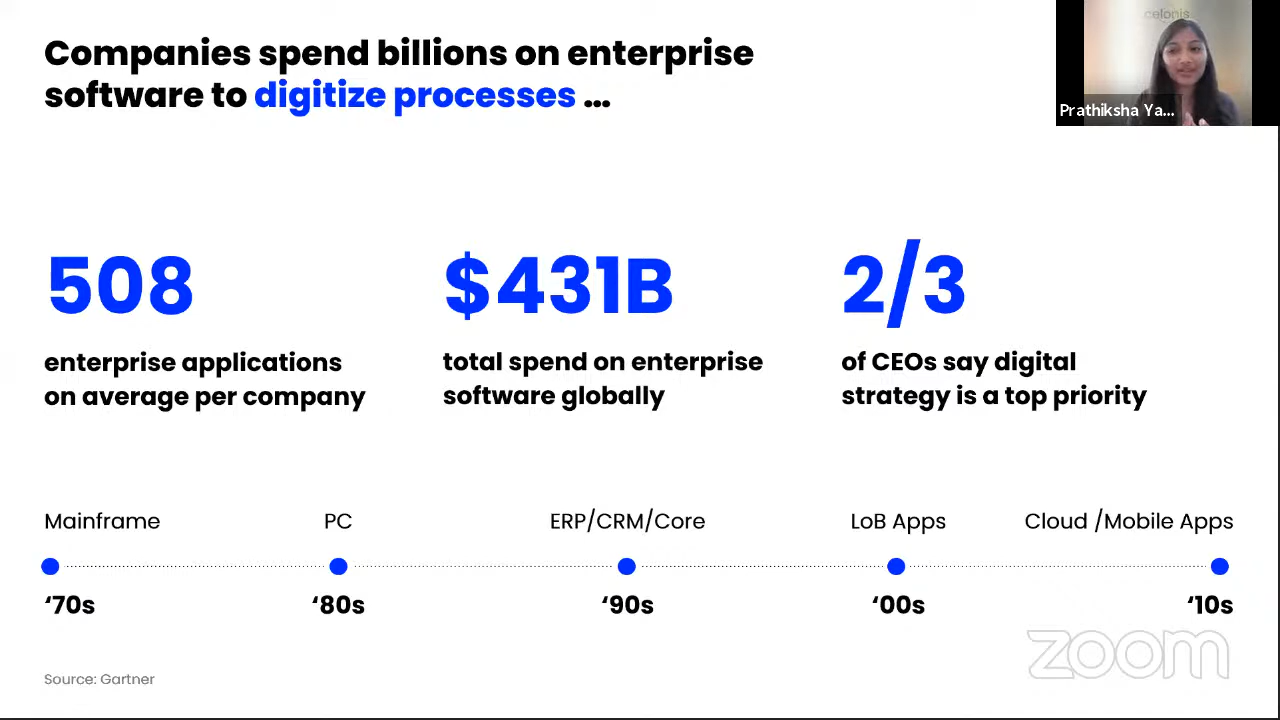 Companies spend billions on enterprise
software to digitize processes ...
celonis
Prathiksha Ya...
508
enterprise applications
on average per company
$431B
total spend on enterprise
software globally
2/3
of CEOs say digital
strategy is a top priority
Mainframe
PC
ERP/CRM/Core
LoB Apps
Cloud /Mobile Apps
‘70s
‘80s
‘90s
‘00s
‘10s
zoom
Source: Gartner